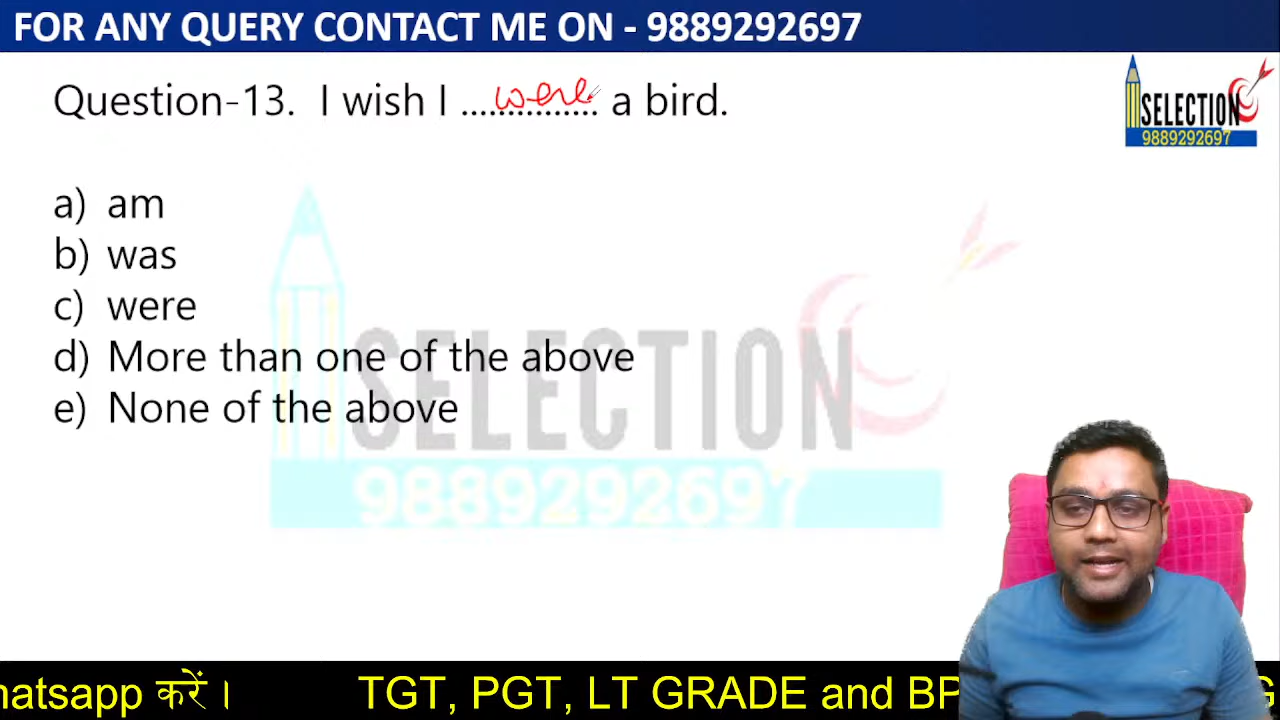 FOR ANY QUERY CONTACT ME ON - 9889292697
SELECTION
9889292697
Question-13. I wish I ...............were a bird.
a) am
b) was
c) were
d) More than one of the above
e) None of the above
SELECTION
9889292697
hatsapp करें। TGT, PGT, LT GRADE and BP